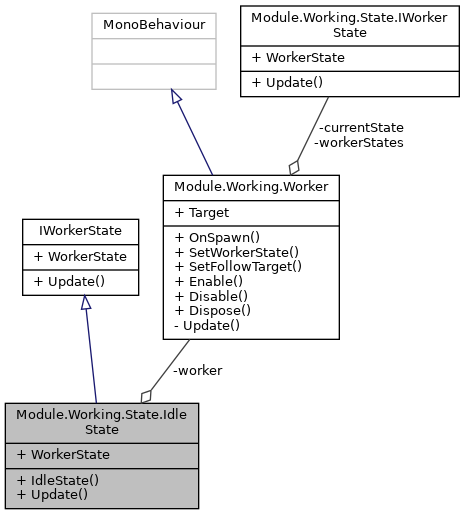 MonoBehaviour
Module.Working.State.IWorker
State
+ WorkerState
+ Update()
-currentState
-workerStates
Module.Working.Worker
+ Target
+ OnSpawn()
+ SetWorkerState()
+ SetFollowTarget()
+ Enable()
+ Disable()
+ Dispose()
- Update()
IWorkerState
+ WorkerState
+ Update()
-worker
Module.Working.State.Idle
State
+ WorkerState
+ IdleState()
+ Update()